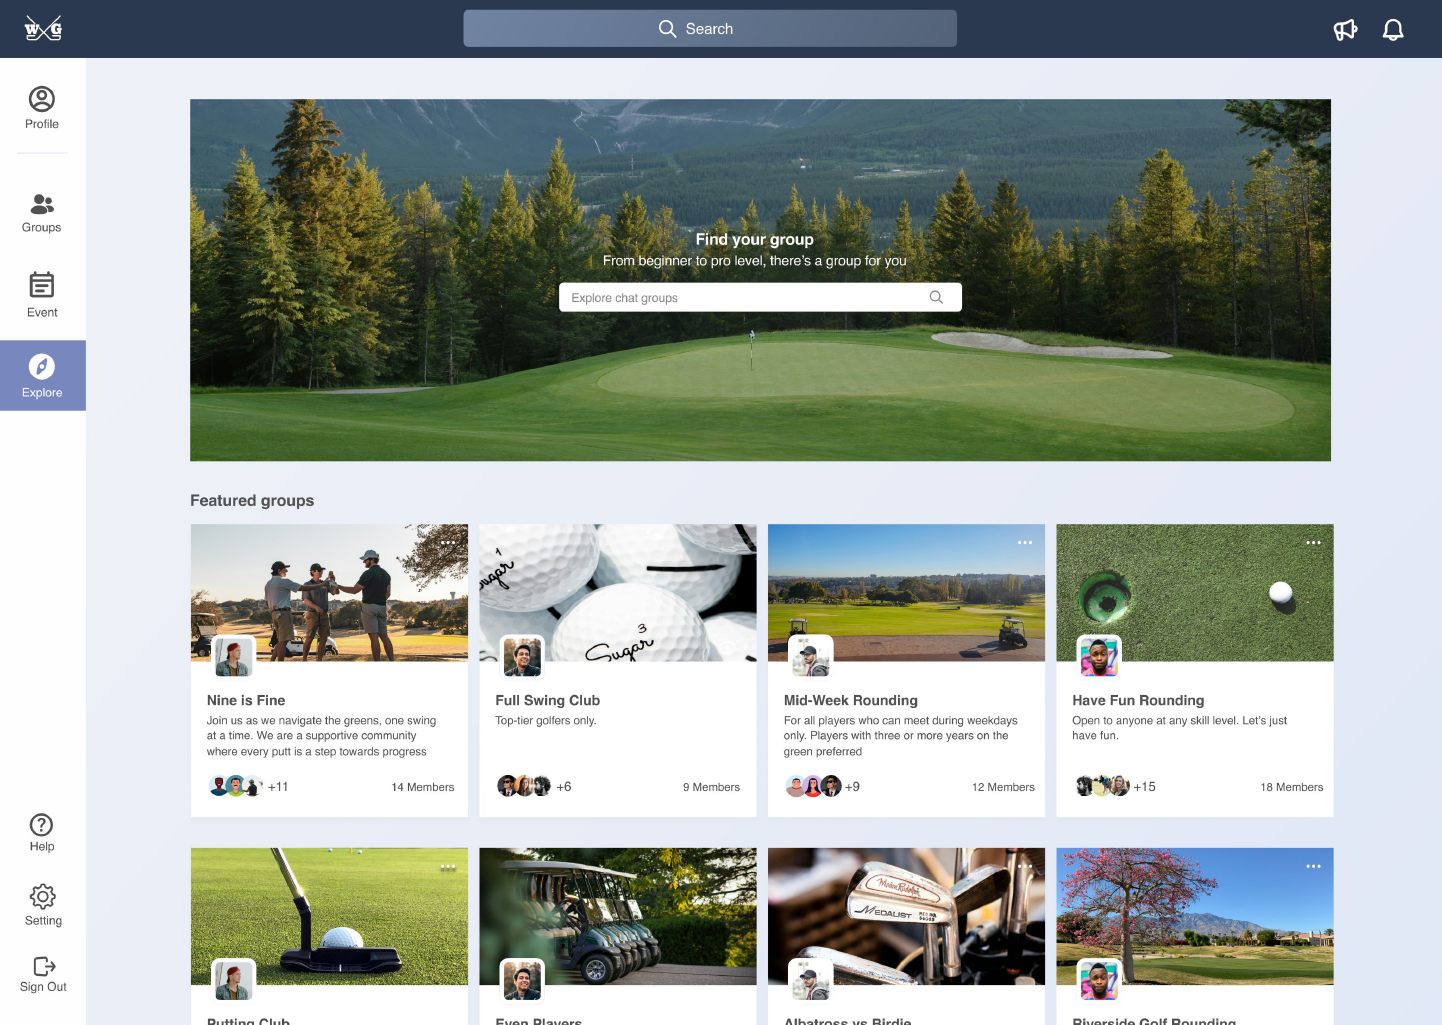 W G
Search
Profile
Groups
Event
Explore
Help
Setting
Sign Out
Find your group
From beginner to pro level, there's a group for you
Explore chat groups
Featured groups
Nine is Fine
Join us as we navigate the greens, one swing
at a time. We are a supportive community
where every putt is a step towards progress
+11
14 Members
Sugar 1
Sugar 3
Full Swing Club
Top-tier golfers only.
+6
9 Members
Mid-Week Rounding
For all players who can meet during weekdays
only. Players with three or more years on the
green preferred
+9
12 Members
Have Fun Rounding
Open to anyone at any skill level. Let's just
have fun.
+15
18 Members
Putting Club
Even Players
MEDALIST
Albatross vs Birdie
Riverside Golf Rounding